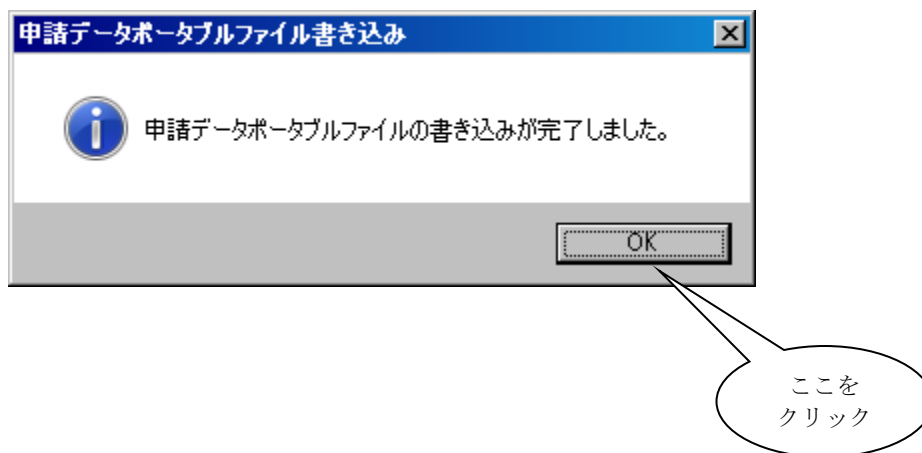 申請データポータブルファイル書き込み
申請データポータブルファイルの書き込みが完了しました。
OK
ここを
クリック